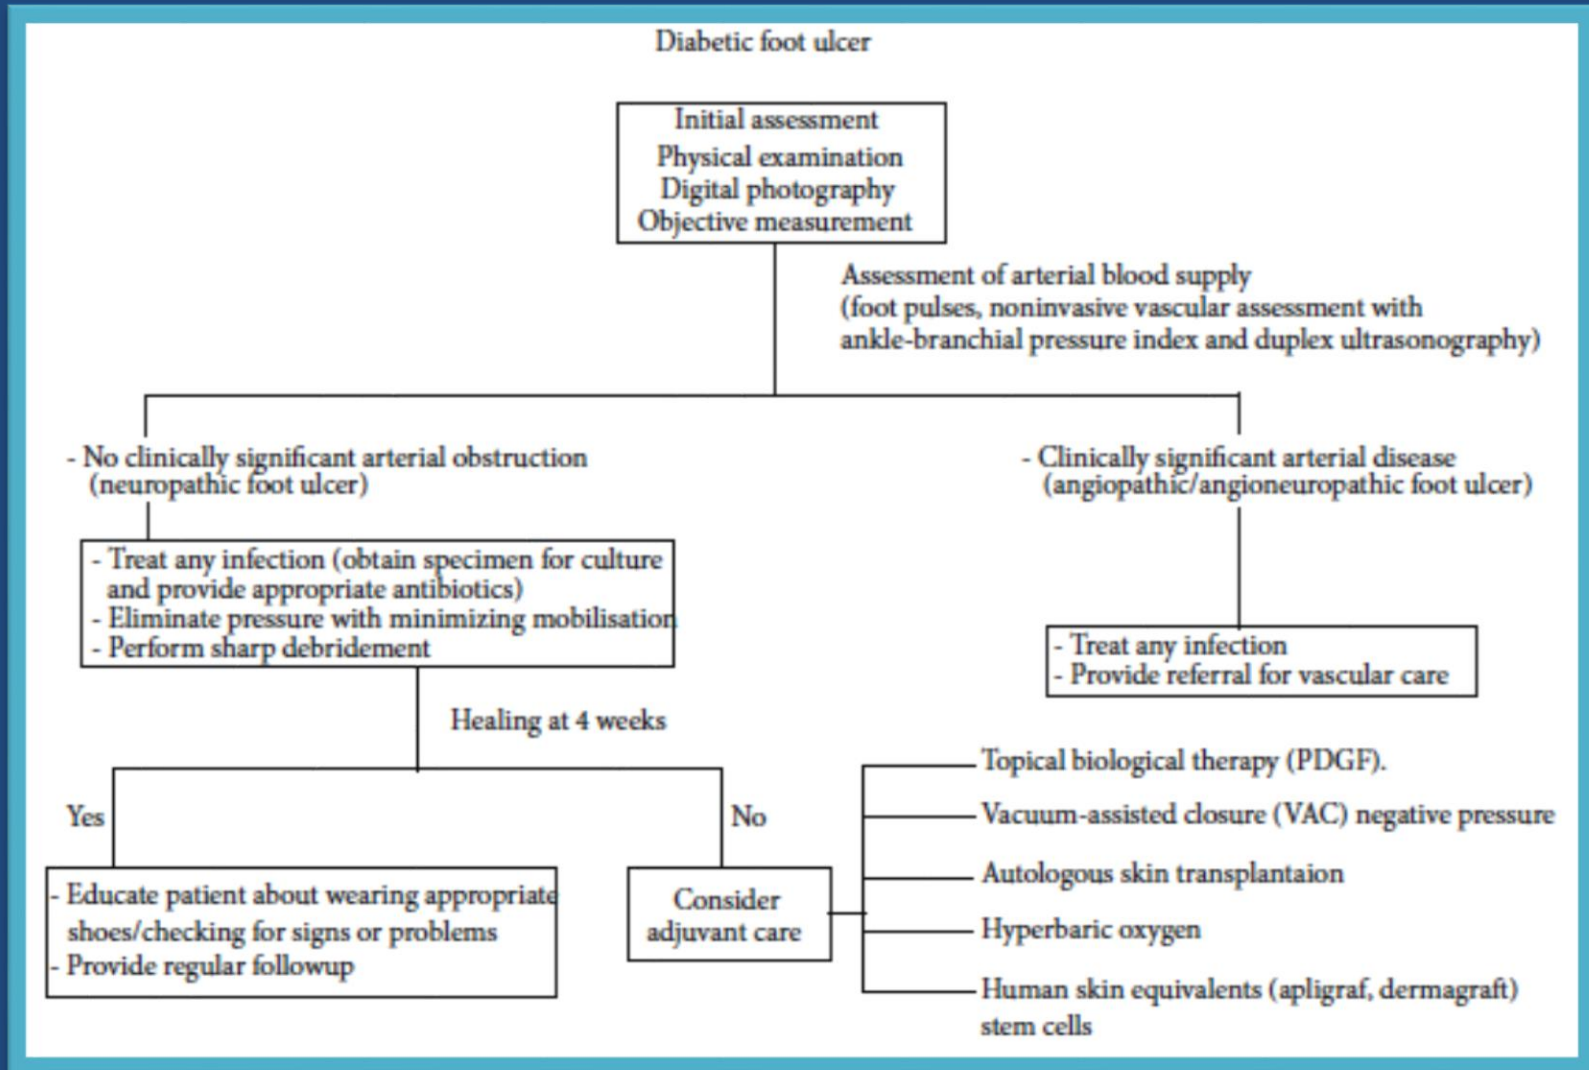 Diabetic foot ulcer
Initial assessment
Physical examination
Digital photography
Objective measurement
Assessment of arterial blood supply
(foot pulses, noninvasive vascular assessment with
ankle-branchial pressure index and duplex ultrasonography)
- No clinically significant arterial obstruction
(neuropathic foot ulcer)
- Clinically significant arterial disease
(angiopathic/angioneuropathic foot ulcer)
- Treat any infection (obtain specimen for culture
and provide appropriate antibiotics)
- Eliminate pressure with minimizing mobilisation
- Perform sharp debridement
- Treat any infection
- Provide referral for vascular care
Healing at 4 weeks
Yes
No
- Educate patient about wearing appropriate
shoes/checking for signs or problems
- Provide regular followup
Consider
adjuvant care
Topical biological therapy (PDGF).
Vacuum-assisted closure (VAC) negative pressure
Autologous skin transplantaion
Hyperbaric oxygen
Human skin equivalents (apligraf, dermagraft)
stem cells